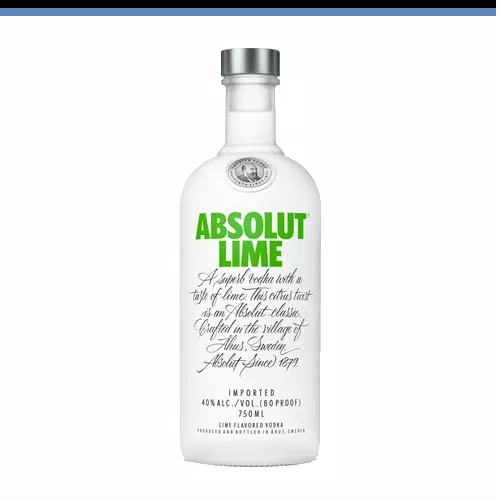 ABSOLUT
LIME
A superb vodka with a
taste of lime. This citrus twist
is an Absolut classic.
Crafted in the village of
Åhus, Sweden.
Absolut Since 1879.
IMPORTED
40% ALC./VOL. (80 PROOF)
750ML
LIME FLAVORED VODKA
PRODUCED AND BOTTLED IN ÅHUS, SWEDEN